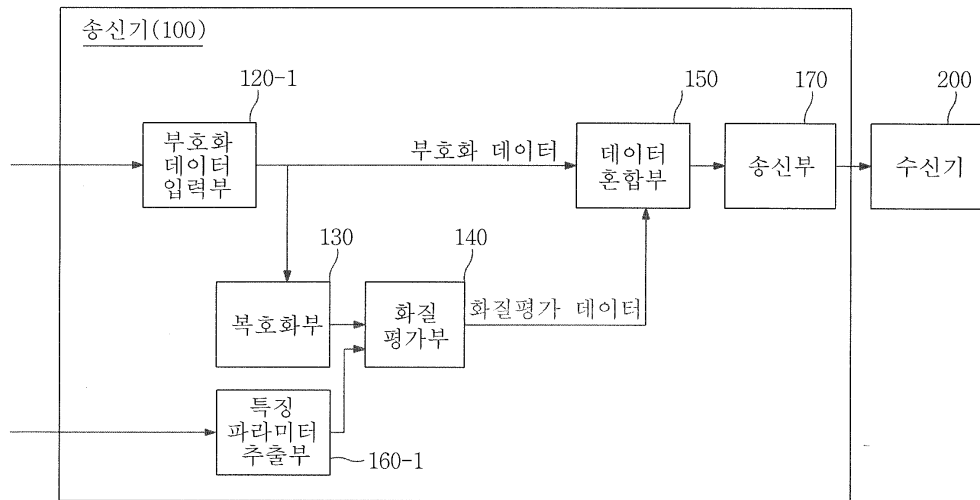 송신기(100)
120-1
150
170
200
부호화
데이터
입력부
부호화 데이터
데이터
혼합부
송신부
수신기
130
140
복호화부
화질
평가부
화질평가 데이터
특징
파라미터
추출부
160-1